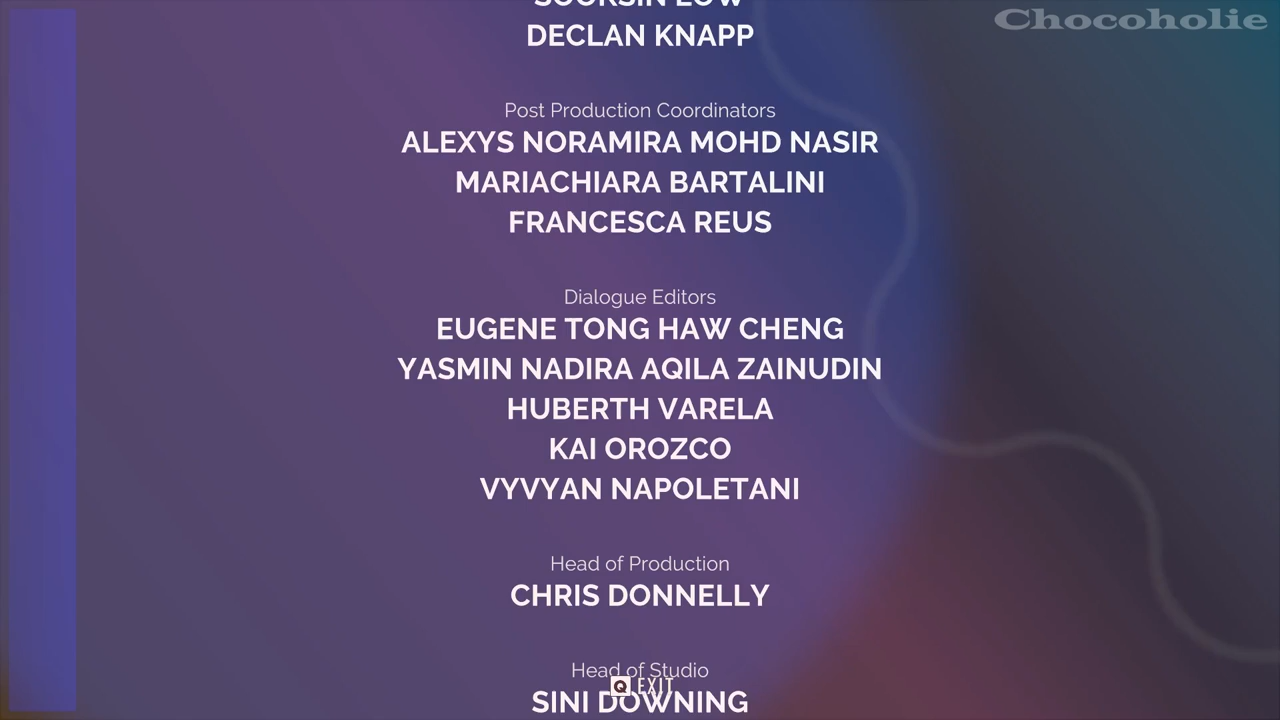 Chocoholie
DECLAN KNAPP
Post Production Coordinators
ALEXYS NORAMIRA MOHD NASIR
MARIACHIARA BARTALINI
FRANCESCA REUS
Dialogue Editors
EUGENE TONG HAW CHENG
YASMIN NADIRA AQILA ZAINUDIN
HUBERTH VARELA
KAI OROZCO
VYVYAN NAPOLETANI
Head of Production
CHRIS DONNELLY
Head of Studio
Q EXIT
SINI DOWNING